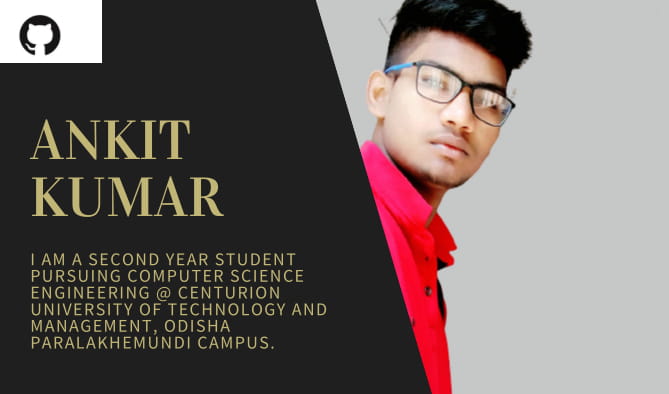 ANKIT
KUMAR
I AM A SECOND YEAR STUDENT
PURSUING COMPUTER SCIENCE
ENGINEERING @ CENTURION
UNIVERSITY OF TECHNOLOGY AND
MANAGEMENT, ODISHA
PARALAKHEMUNDI CAMPUS.